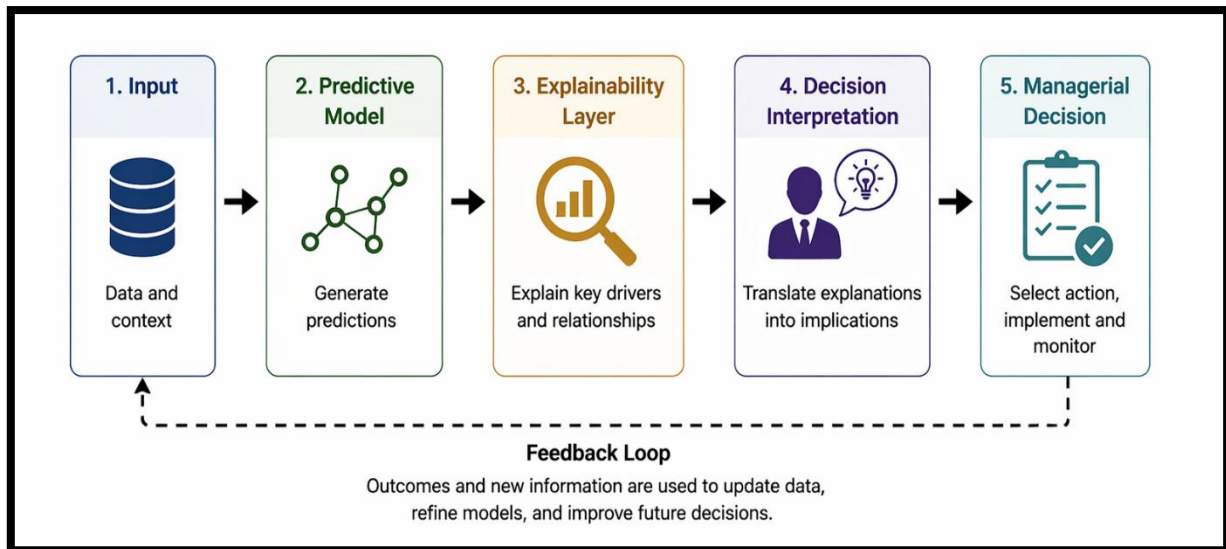 1. Input
Data and
context
2. Predictive
Model
Generate
predictions
3. Explainability
Layer
Explain key drivers
and relationships
4. Decision
Interpretation
Translate explanations
into implications
5. Managerial
Decision
Select action,
implement and
monitor
Feedback Loop
Outcomes and new information are used to update data,
refine models, and improve future decisions.